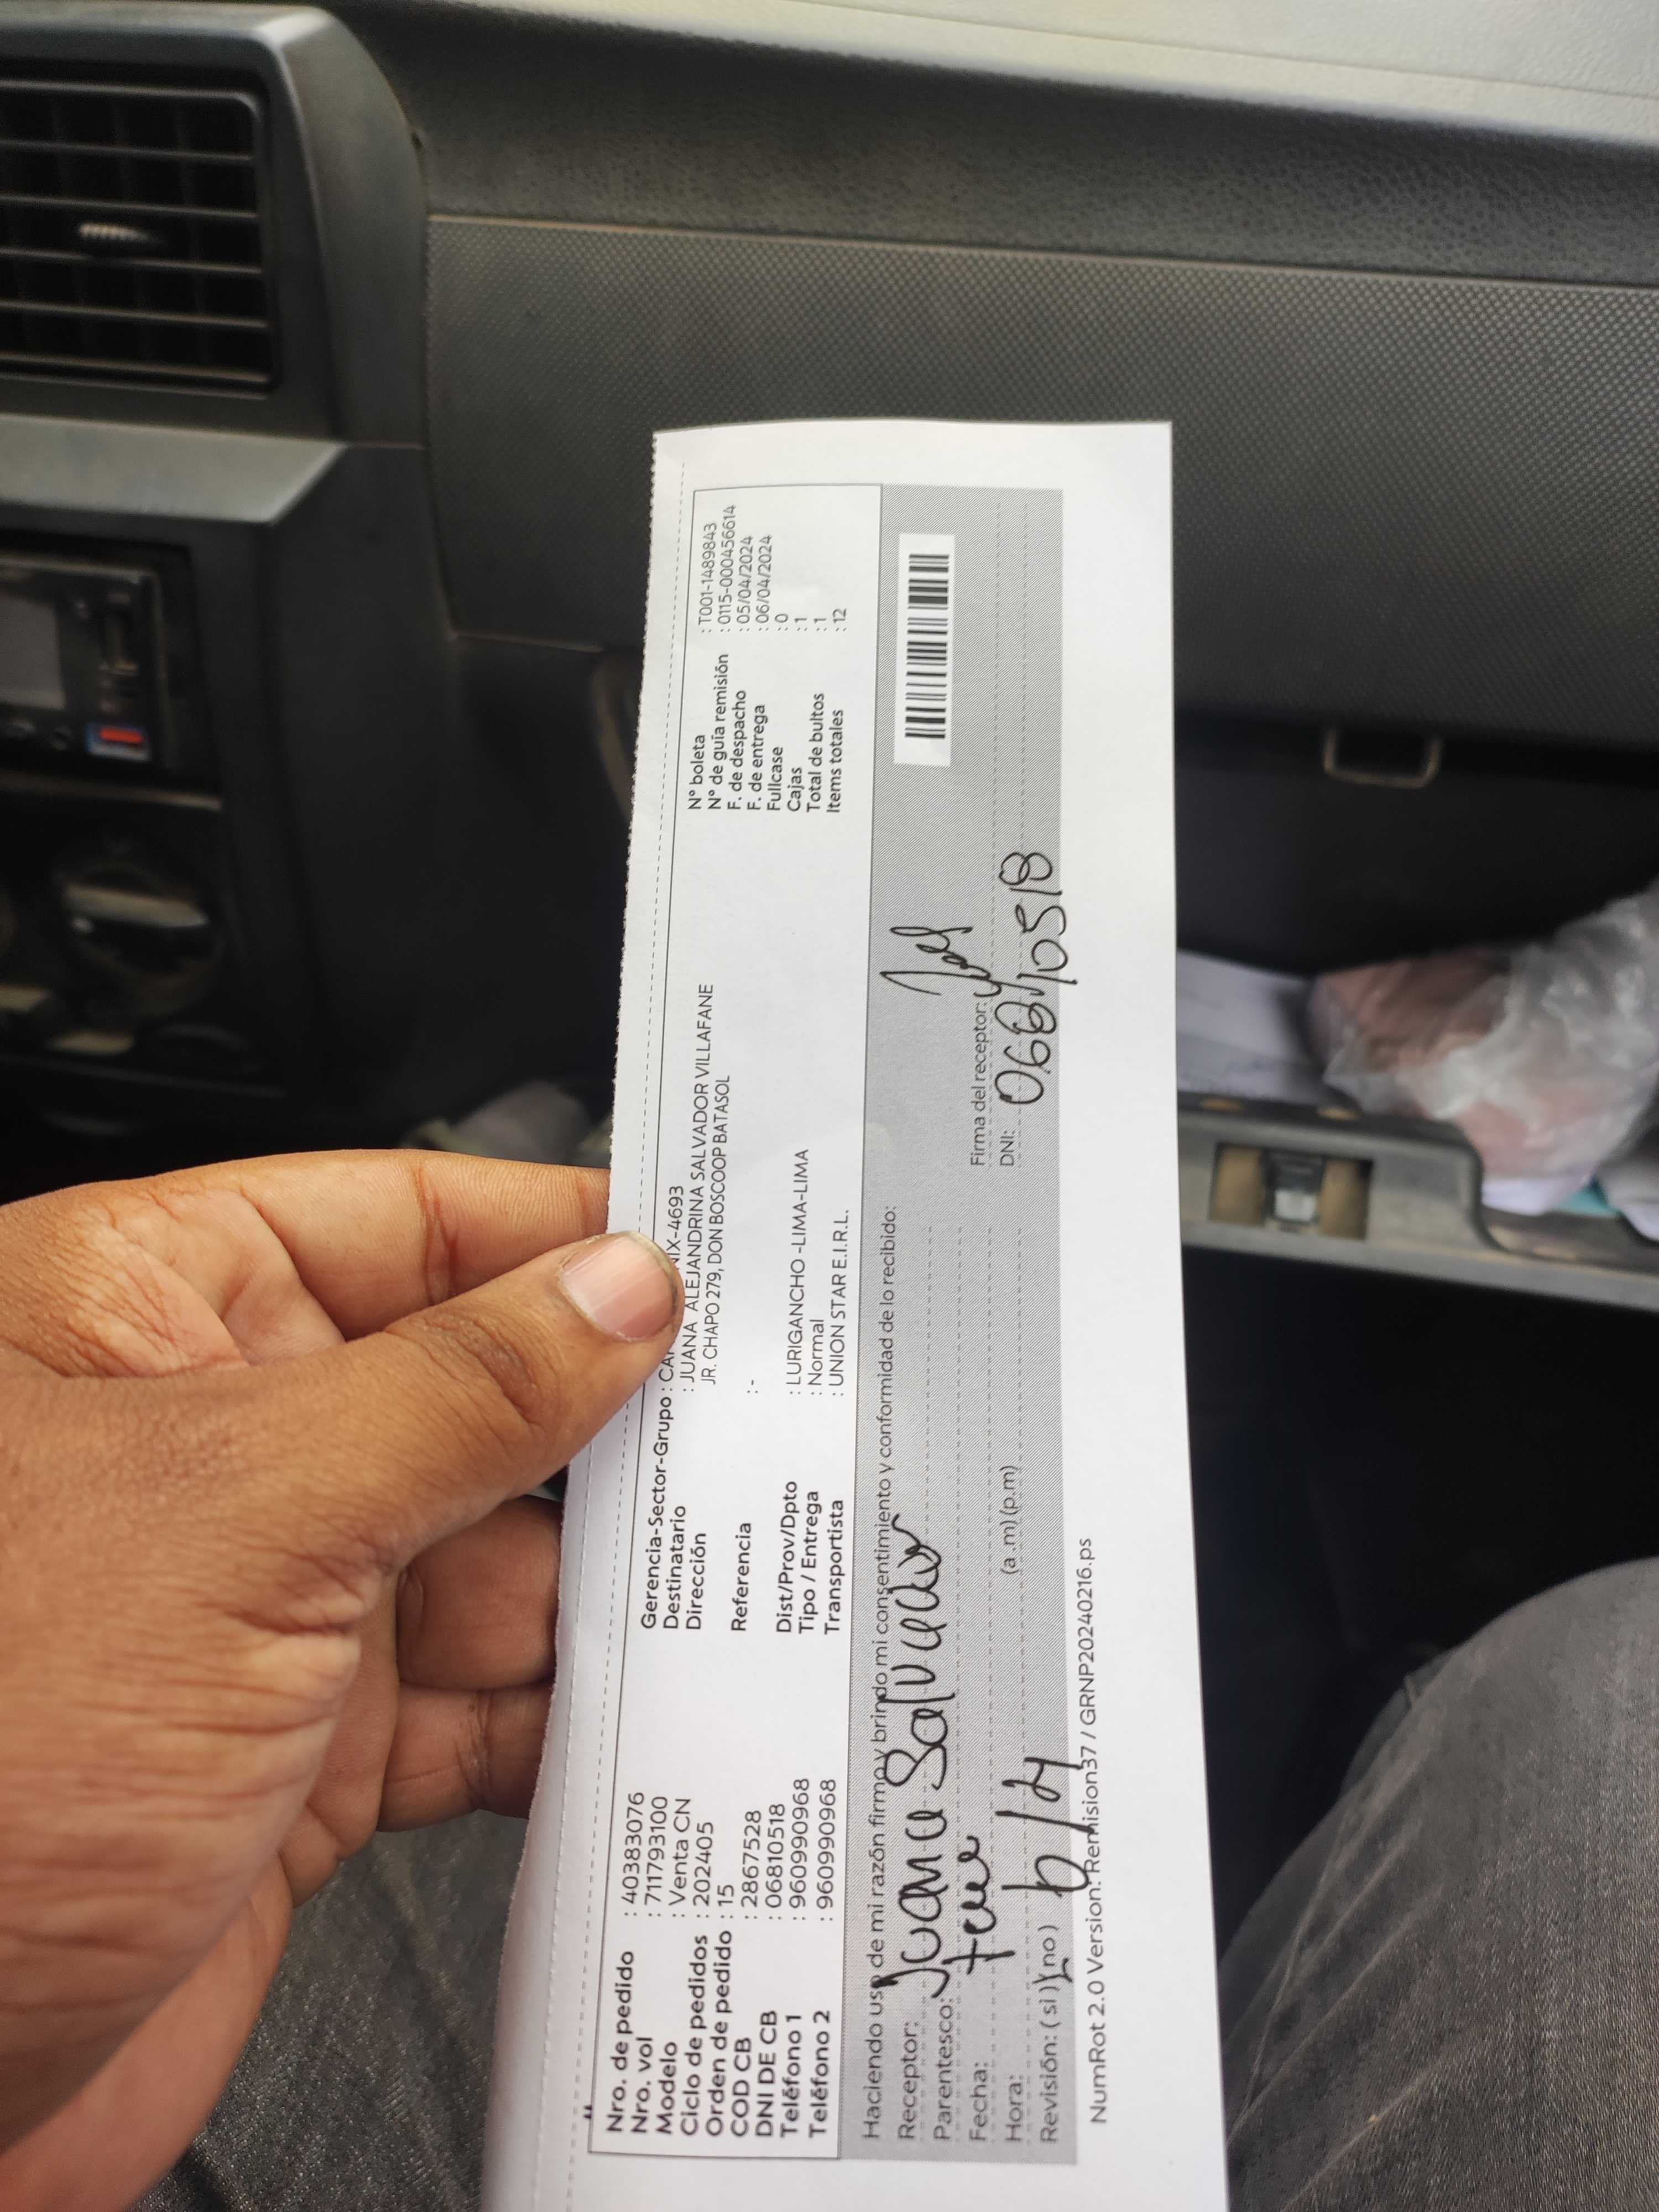 Nro. de pedido : 40383076
Nro. vol : 711793100
Modelo : Venta CN
Ciclo de pedidos : 202405
Orden de pedido : 15
COD CB : 2867528
DNI DE CB : 06810518
Teléfono 1 : 960990968
Teléfono 2 : 960990968
Gerencia-Sector-Grupo : NIX-4693
Destinatario : JUANA ALEJANDRINA SALVADOR VILLAFANE
Dirección JR. CHAPO 279, DON BOSCOOP BATASOL
Referencia : -
Dist/Prov/Dpto : LURIGANCHO -LIMA-LIMA
Tipo / Entrega : Normal
Transportista : UNION STAR E.I.R.L.
N° boleta : T001-1489843
N° de guía remisión : 0115-000456614
F. de despacho : 05/04/2024
F. de entrega : 06/04/2024
Fullcase : 0
Cajas : 1
Total de bultos : 1
Items totales : 12
Haciendo uso de mi razón firmo y brindo mi consentimiento y conformidad de lo recibido:
Receptor: Juana Salvador
Parentesco:
Fecha: 6/4
Hora: (a .m) (p.m)
Revisión: ( si ) ( no )
Firma del receptor:
DNI: 06810518
NumRot 2.0 Version: Remision37 / GRNP20240216.ps